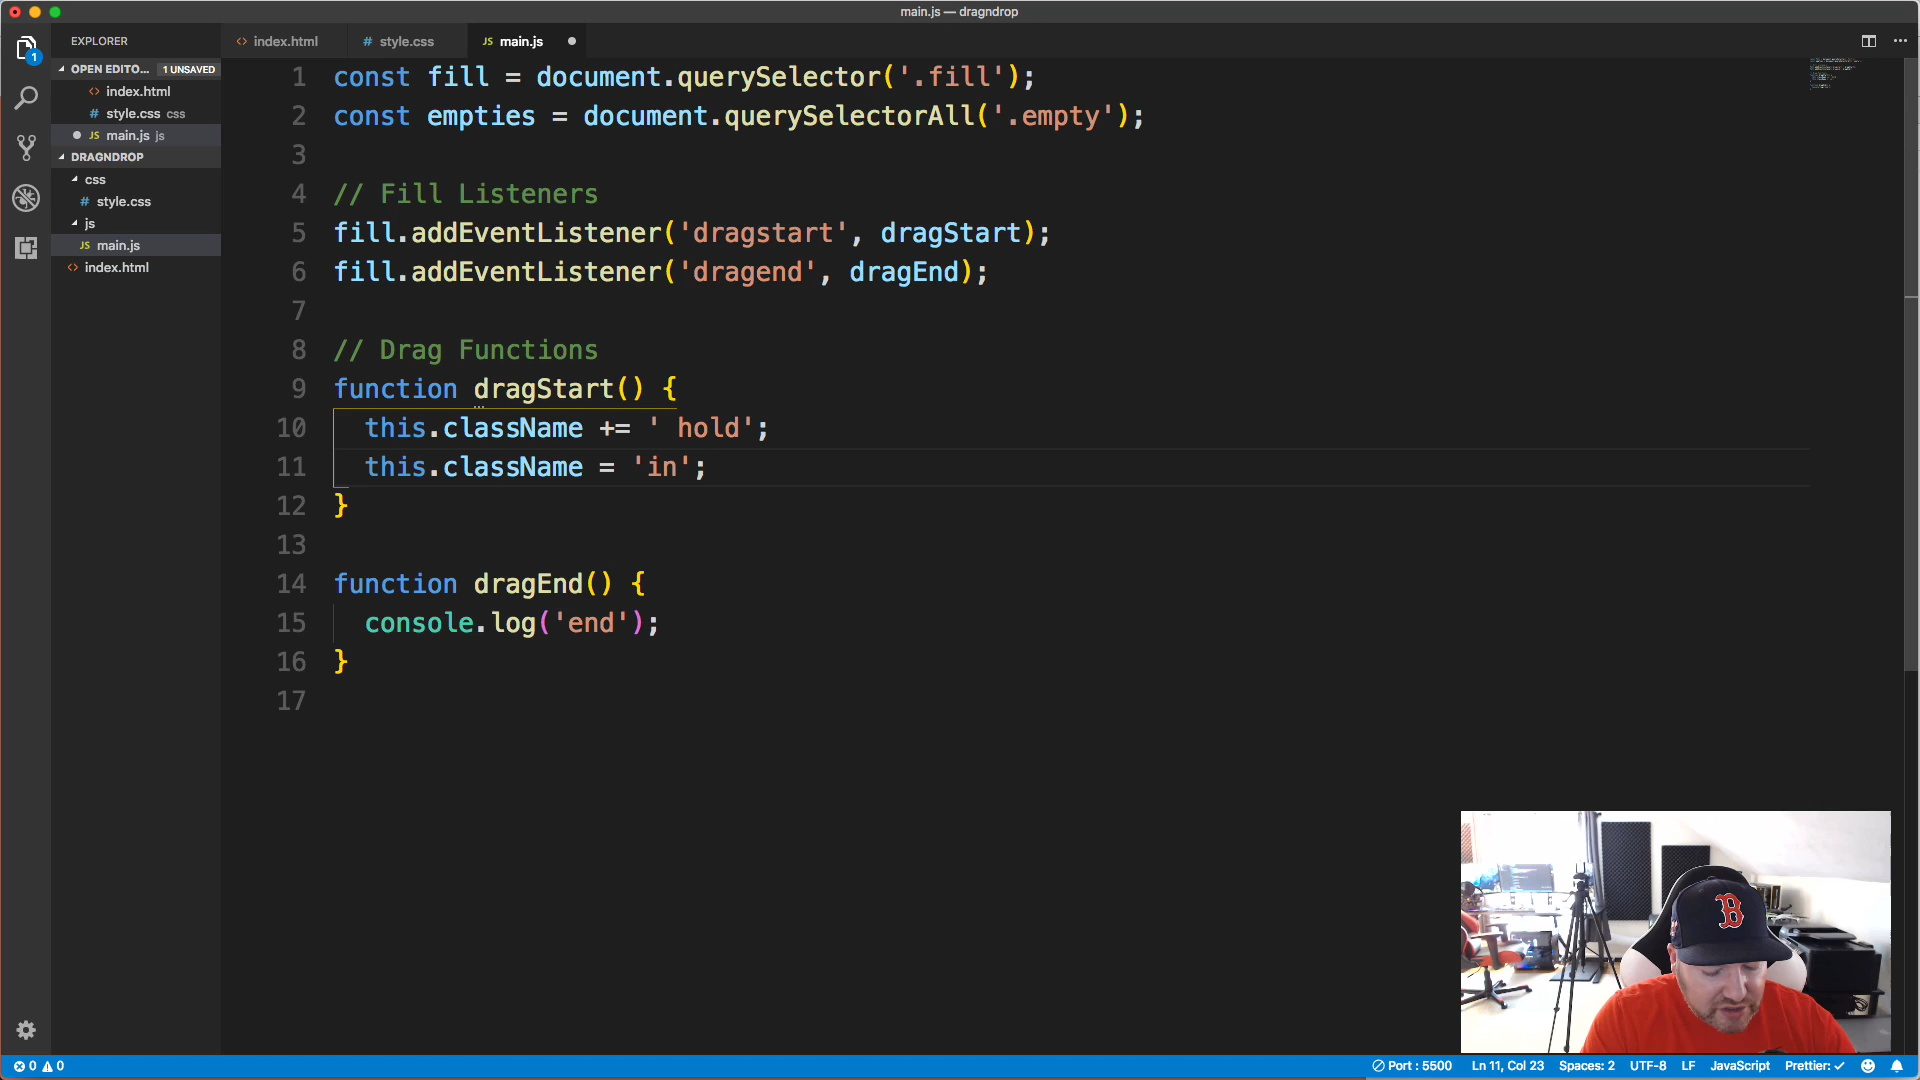 main.js — dragndrop
EXPLORER
OPEN EDITO... 1 UNSAVED
index.html
style.css css
JS main.js js
DRAGNDROP
css
# style.css
js
JS main.js
index.html
index.html
# style.css
JS main.js
1 const fill = document.querySelector('.fill');
2 const empties = document.querySelectorAll('.empty');
3
4 // Fill Listeners
5 fill.addEventListener('dragstart', dragStart);
6 fill.addEventListener('dragend', dragEnd);
7
8 // Drag Functions
9 function dragStart() {
10 this.className += ' hold';
11 this.className = 'in';
12 }
13
14 function dragEnd() {
15 console.log('end');
16 }
17
1
B
0 0
Port : 5500 Ln 11, Col 23 Spaces: 2 UTF-8 LF JavaScript Prettier: ✓